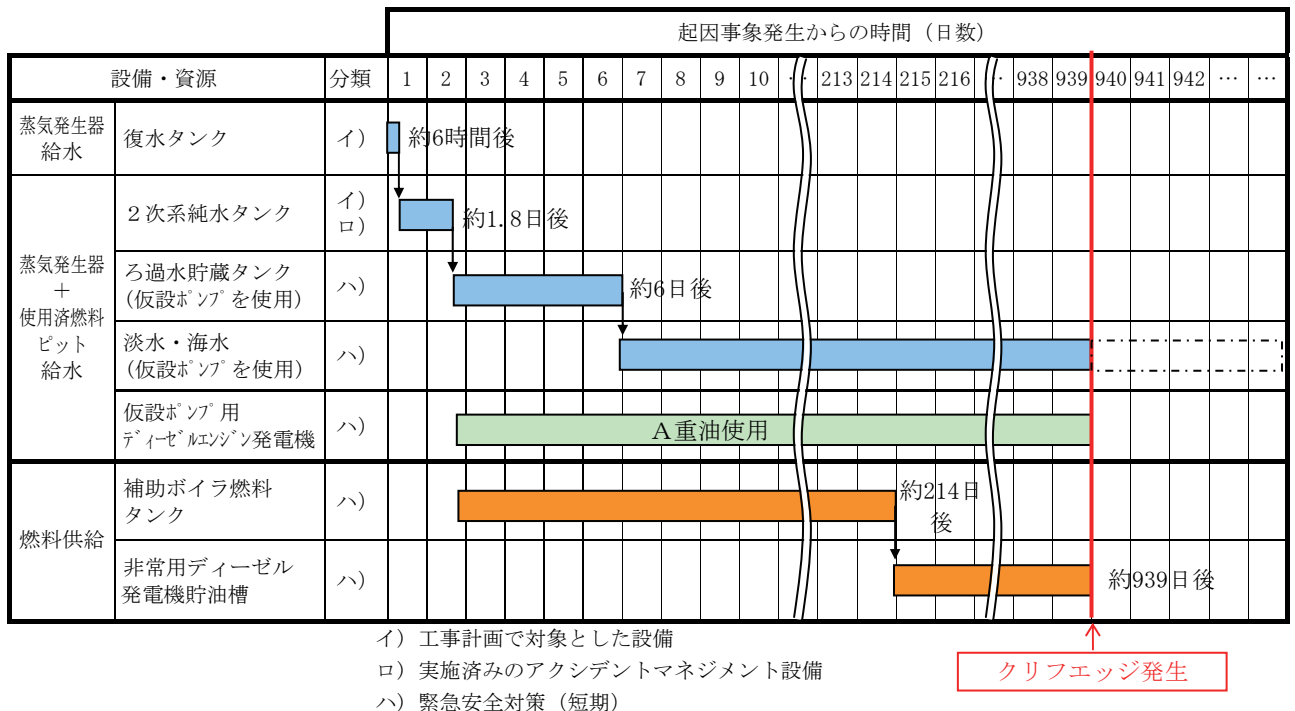 起因事象発生からの時間（日数）
設備・資源 分類 1 2 3 4 5 6 7 8 9 10 … 213 214 215 216 … 938 939 940 941 942 … …
蒸気発生器
給水
復水タンク イ） 約6時間後
蒸気発生器
＋
使用済燃料
ピット
給水
２次系純水タンク イ）
ロ）
約1.8日後
ろ過水貯蔵タンク
(仮設ﾎﾟﾝﾌﾟを使用)
ハ） 約6日後
淡水・海水
(仮設ﾎﾟﾝﾌﾟを使用)
ハ）
仮設ﾎﾟﾝﾌﾟ用
ﾃﾞｨｰｾﾞﾙｴﾝｼﾞﾝ発電機
ハ） Ａ重油使用
燃料供給
補助ボイラ燃料
タンク
ハ） 約214日
後
非常用ディーゼル
発電機貯油槽
ハ） 約939日後
イ）工事計画で対象とした設備
ロ）実施済みのアクシデントマネジメント設備
ハ）緊急安全対策（短期）
クリフエッジ発生